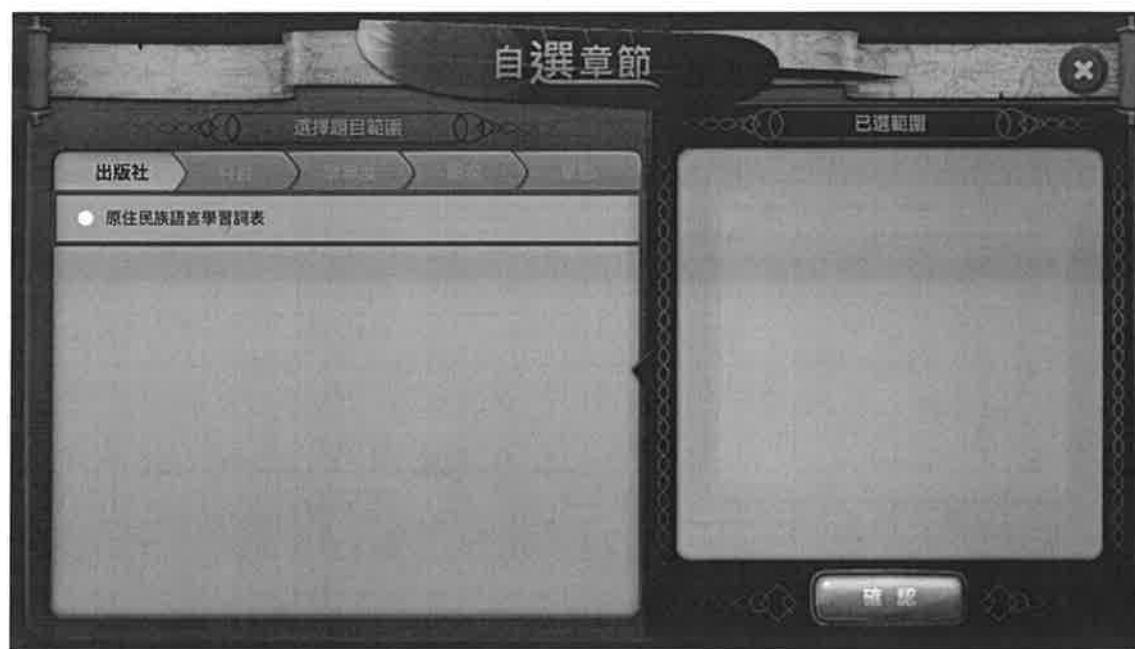 自選章節
選擇題目範圍
已選範圍
出版社
原住民族語言學習詞表
確認